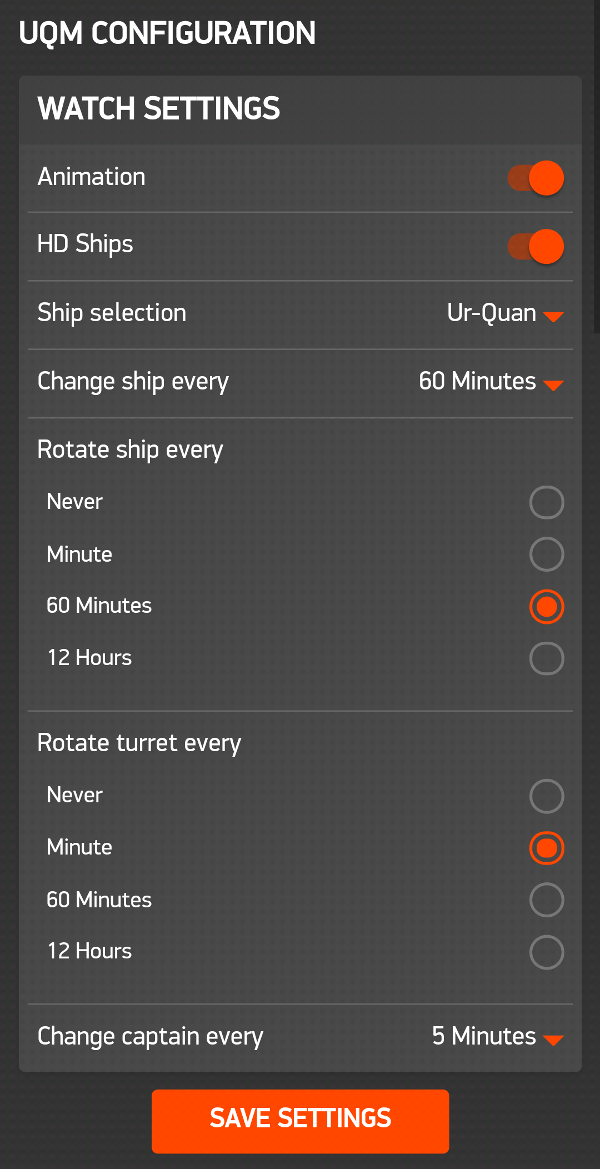 UQM CONFIGURATION
WATCH SETTINGS
Animation
HD Ships
Ship selection Ur-Quan
Change ship every 60 Minutes
Rotate ship every
Never
Minute
60 Minutes
12 Hours
Rotate turret every
Never
Minute
60 Minutes
12 Hours
Change captain every 5 Minutes
SAVE SETTINGS